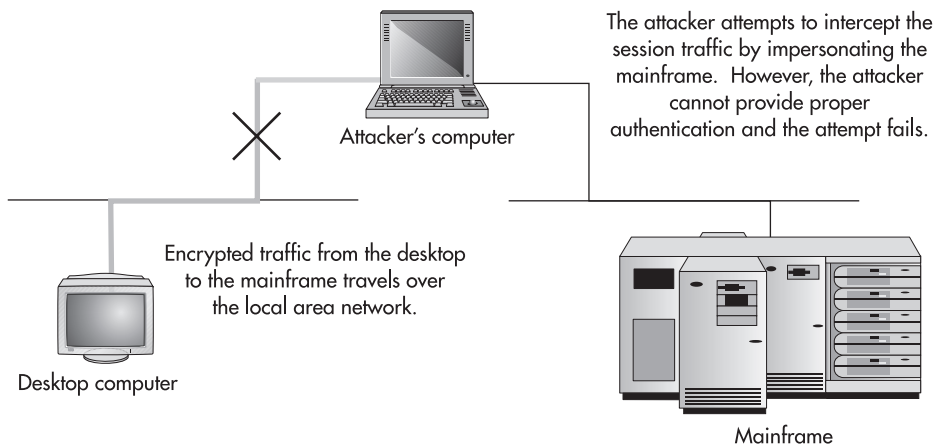 The attacker attempts to intercept the
session traffic by impersonating the
mainframe. However, the attacker
cannot provide proper
authentication and the attempt fails.
Attacker's computer
Encrypted traffic from the desktop
to the mainframe travels over
the local area network.
Desktop computer
Mainframe